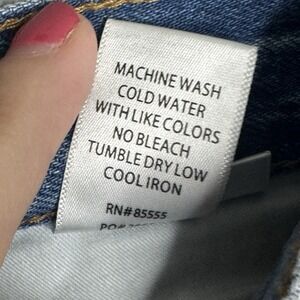 MACHINE WASH
COLD WATER
WITH LIKE COLORS
NO BLEACH
TUMBLE DRY LOW
COOL IRON
RN# 85555